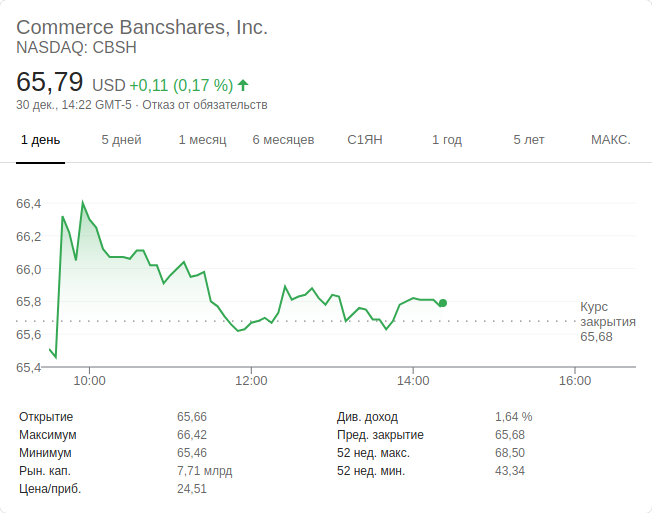 Commerce Bancshares, Inc.
NASDAQ: CBSH
65,79 USD +0,11 (0,17 %)
30 дек., 14:22 GMT-5 · Отказ от обязательств
1 день 5 дней 1 месяц 6 месяцев С1ЯН 1 год 5 лет МАКС.
66,4
66,2
66,0
65,8
65,6
65,4
Курс
закрытия
65,68
10:00 12:00 14:00 16:00
Открытие 65,66 Див. доход 1,64 %
Максимум 66,42 Пред. закрытие 65,68
Минимум 65,46 52 нед. макс. 68,50
Рын. кап. 7,71 млрд 52 нед. мин. 43,34
Цена/приб. 24,51